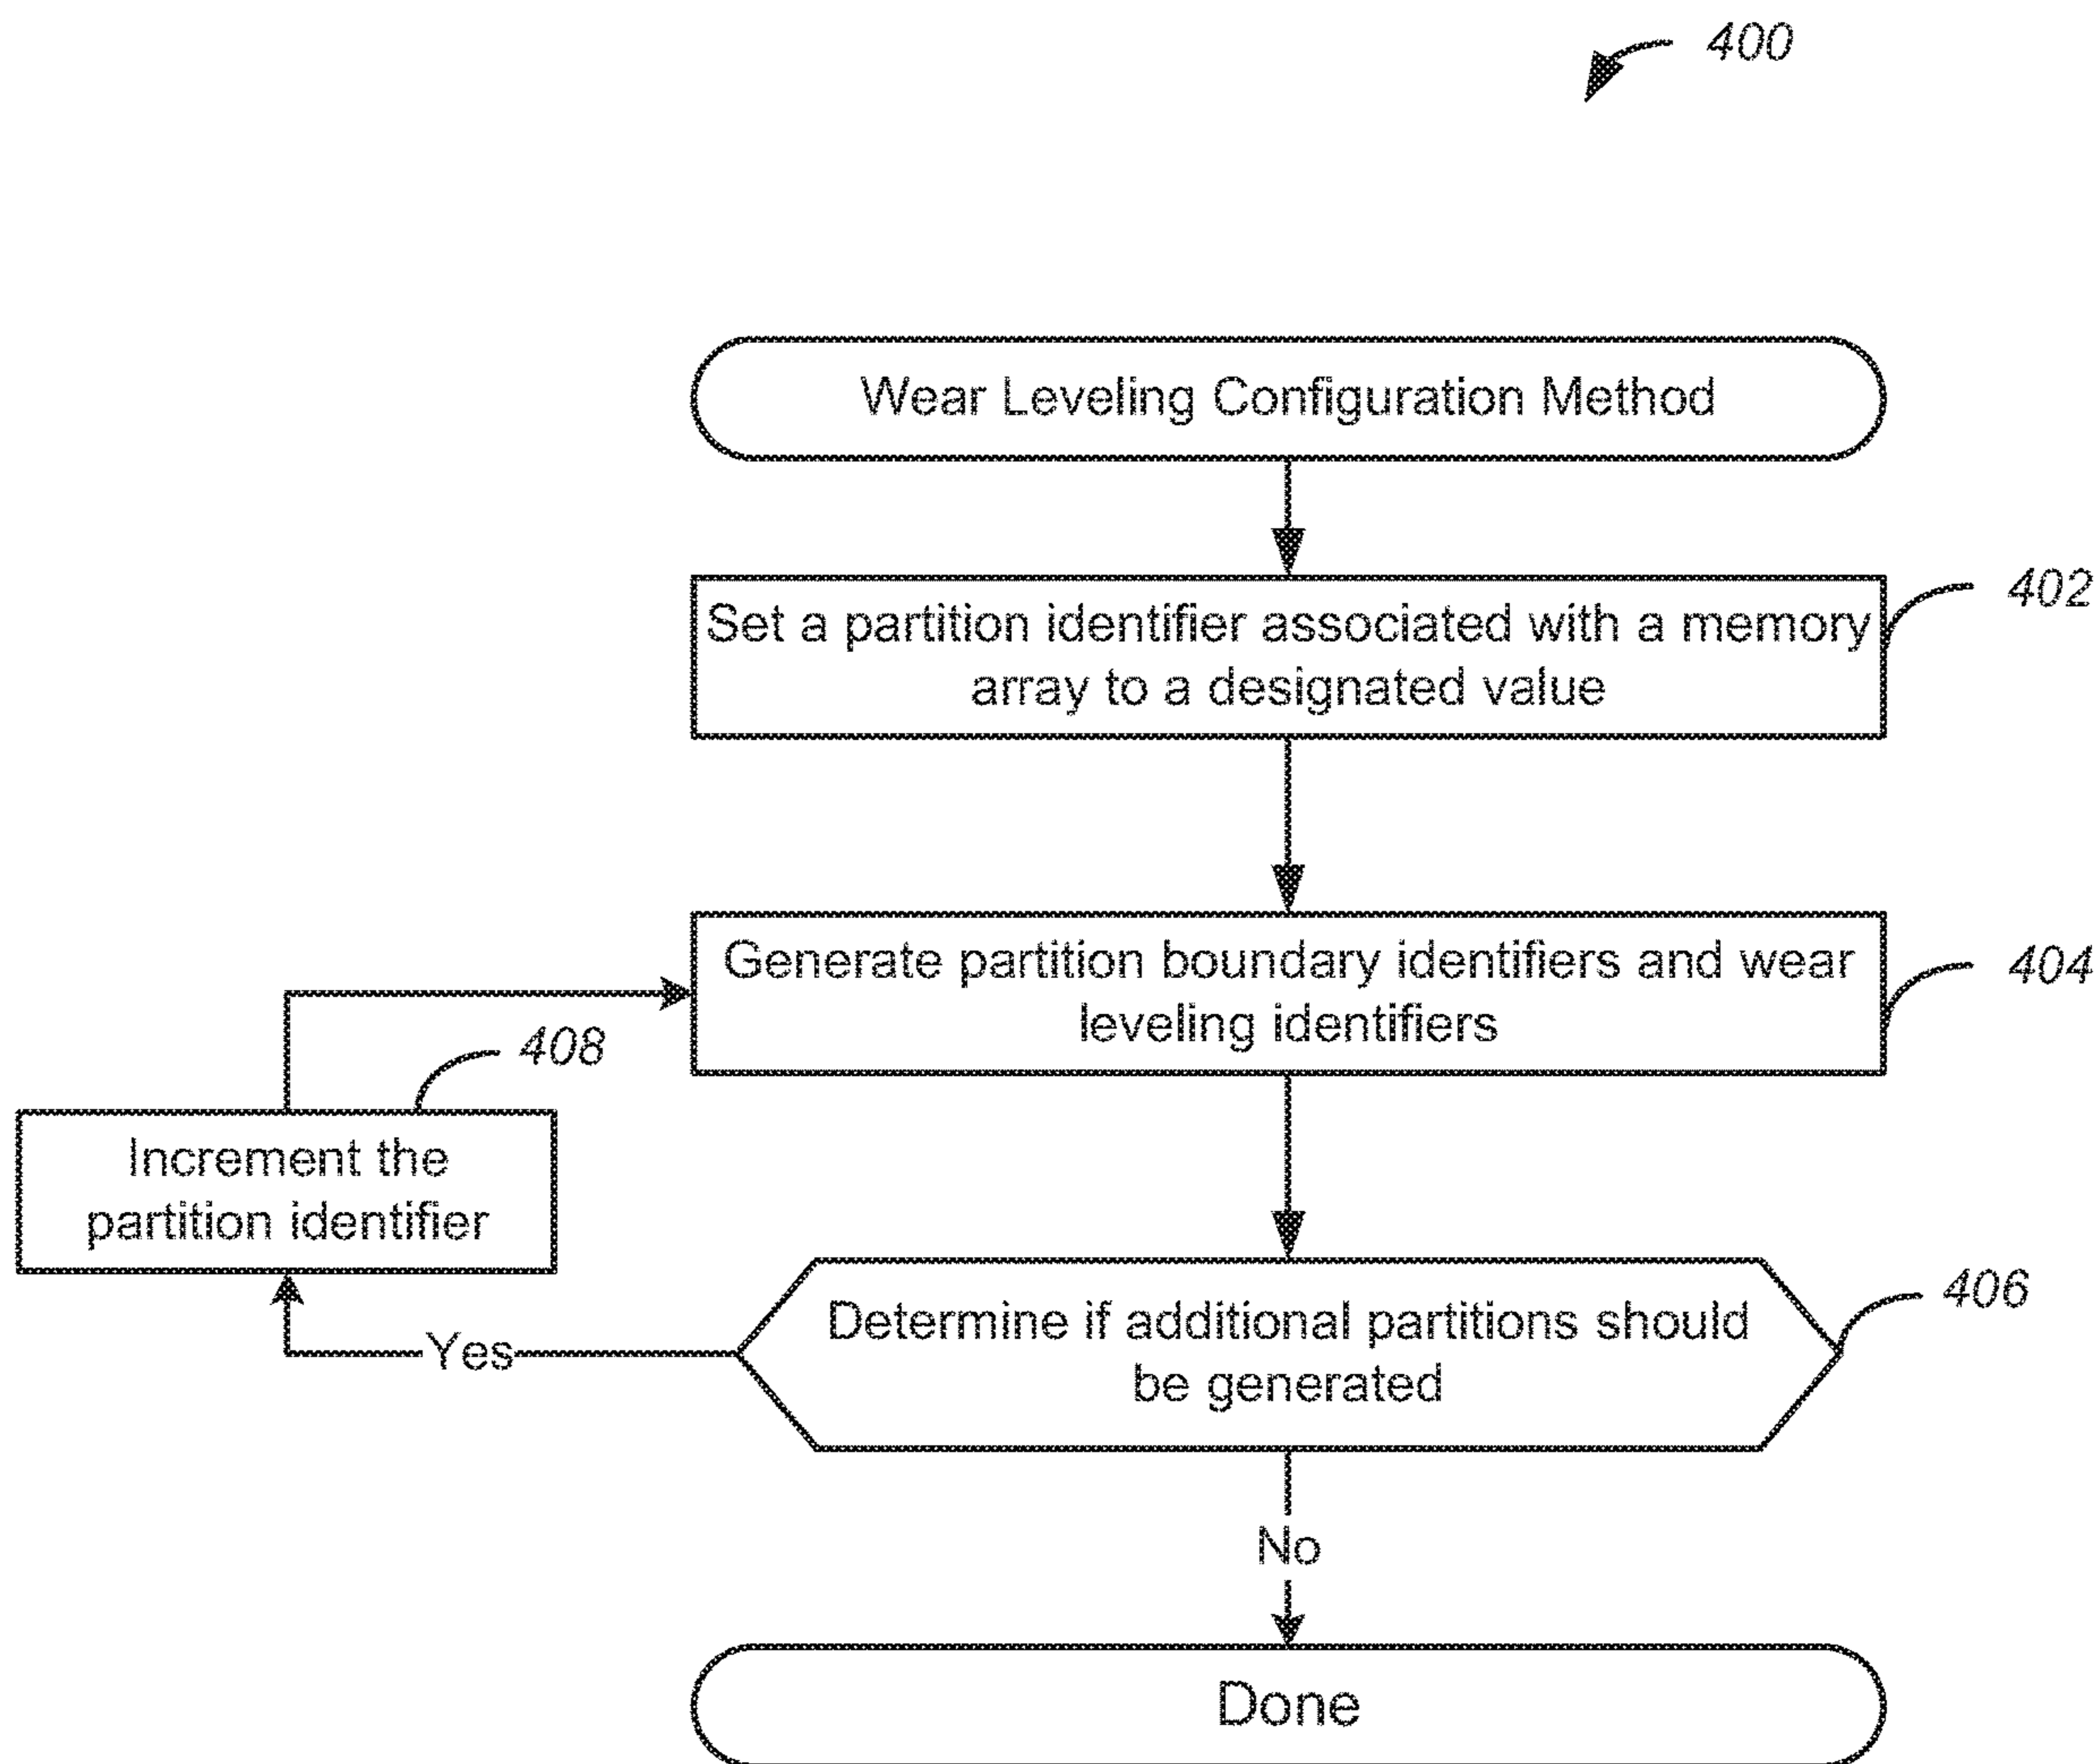 400
Wear Leveling Configuration Method
Set a partition identifier associated with a memory
array to a designated value
402
Generate partition boundary identifiers and wear
leveling identifiers
404
408
Increment the
partition identifier
Determine if additional partitions should
be generated
406
Yes
No
Done